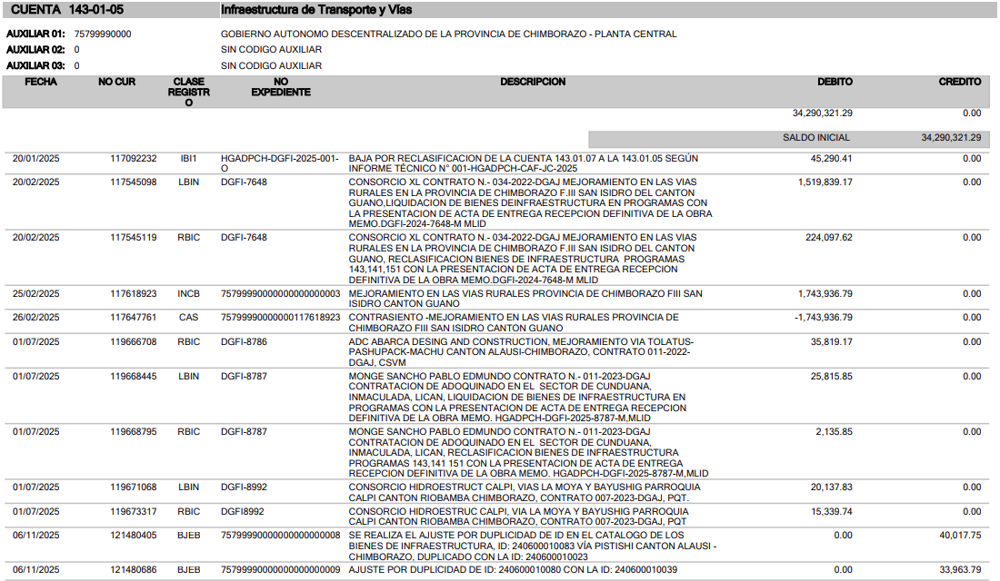 CUENTA 143-01-05 Infraestructura de Transporte y Vías
AUXILIAR 01: 75799990000 GOBIERNO AUTONOMO DESCENTRALIZADO DE LA PROVINCIA DE CHIMBORAZO - PLANTA CENTRAL
AUXILIAR 02: 0 SIN CODIGO AUXILIAR
AUXILIAR 03: 0 SIN CODIGO AUXILIAR
FECHA NO CUR CLASE NO DESCRIPCION DEBITO CREDITO
REGISTR EXPEDIENTE
O
34,290,321.29 0.00
SALDO INICIAL 34,290,321.29
20/01/2025 117092232 IBI1 HGADPCH-DGFI-2025-001- BAJA POR RECLASIFICACION DE LA CUENTA 143.01.07 A LA 143.01.05 SEGÚN 45,290.41 0.00
O INFORME TÉCNICO N° 001-HGADPCH-CAF-JC-2025
20/02/2025 117545098 LBIN DGFI-7648 CONSORCIO XL CONTRATO N.- 034-2022-DGAJ MEJORAMIENTO EN LAS VIAS 1,519,839.17 0.00
RURALES EN LA PROVINCIA DE CHIMBORAZO F.III SAN ISIDRO DEL CANTON
GUANO,LIQUIDACION DE BIENES DEINFRAESTRUCTURA EN PROGRAMAS CON
LA PRESENTACION DE ACTA DE ENTREGA RECEPCION DEFINITIVA DE LA OBRA
MEMO.DGFI-2024-7648-M MLID
20/02/2025 117545119 RBIC DGFI-7648 CONSORCIO XL CONTRATO N.- 034-2022-DGAJ MEJORAMIENTO EN LAS VIAS 224,097.62 0.00
RURALES EN LA PROVINCIA DE CHIMBORAZO F.III SAN ISIDRO DEL CANTON
GUANO, RECLASIFICACION BIENES DE INFRAESTRUCTURA PROGRAMAS
143,141,151 CON LA PRESENTACION DE ACTA DE ENTREGA RECEPCION
DEFINITIVA DE LA OBRA MEMO.DGFI-2024-7648-M MLID
25/02/2025 117618923 INCB 75799990000000000000003 MEJORAMIENTO EN LAS VIAS RURALES PROVINCIA DE CHIMBORAZO FIII SAN 1,743,936.79 0.00
ISIDRO CANTON GUANO
26/02/2025 117647761 CAS 75799990000000117618923 CONTRASIENTO -MEJORAMIENTO EN LAS VIAS RURALES PROVINCIA DE -1,743,936.79 0.00
CHIMBORAZO FIII SAN ISIDRO CANTON GUANO
01/07/2025 119666708 RBIC DGFI-8786 ADC ABARCA DESING AND CONSTRUCTION, MEJORAMIENTO VIA TOLATUS- 35,819.17 0.00
PASHUPACK-MACHU CANTON ALAUSI-CHIMBORAZO, CONTRATO 011-2022-
DGAJ, CSVM
01/07/2025 119668445 LBIN DGFI-8787 MONGE SANCHO PABLO EDMUNDO CONTRATO N.- 011-2023-DGAJ 25,815.85 0.00
CONTRATACION DE ADOQUINADO EN EL SECTOR DE CUNDUANA,
INMACULADA, LICAN, LIQUIDACION DE BIENES DE INFRAESTRUCTURA EN
PROGRAMAS CON LA PRESENTACION DE ACTA DE ENTREGA RECEPCION
DEFINITIVA DE LA OBRA MEMO. HGADPCH-DGFI-2025-8787-M,MLID
01/07/2025 119668795 RBIC DGFI-8787 MONGE SANCHO PABLO EDMUNDO CONTRATO N.- 011-2023-DGAJ 2,135.85 0.00
CONTRATACION DE ADOQUINADO EN EL SECTOR DE CUNDUANA,
INMACULADA, LICAN, RECLASIFICACION BIENES DE INFRAESTRUCTURA
PROGRAMAS 143,141 151 CON LA PRESENTACION DE ACTA DE ENTREGA
RECEPCION DEFINITIVA DE LA OBRA MEMO. HGADPCH-DGFI-2025-8787-M,MLID
01/07/2025 119671068 LBIN DGFI-8992 CONSORCIO HIDROESTRUCT CALPI, VIAS LA MOYA Y BAYUSHIG PARROQUIA 20,137.83 0.00
CALPI CANTON RIOBAMBA CHIMBORAZO, CONTRATO 007-2023-DGAJ, PQT.
01/07/2025 119673317 RBIC DGFI8992 CONSORCIO HIDROESTRUC CALPI, VIA LA MOYA Y BAYUSHIG PARROQUIA 15,339.74 0.00
CALPI CANTON RIOBAMBA CHIMBORAZO, CONTRATO 007-2023-DGAJ, PQT
06/11/2025 121480405 BJEB 75799990000000000000008 SE REALIZA EL AJUSTE POR DUPLICIDAD DE ID EN EL CATALOGO DE LOS 0.00 40,017.75
BIENES DE INFRAESTRUCTURA, ID: 240600010083 VÍA PISTISHI CANTON ALAUSI -
CHIMBORAZO, DUPLICADO CON LA ID: 240600010023
06/11/2025 121480686 BJEB 75799990000000000000009 AJUSTE POR DUPLICIDAD DE ID: 240600010080 CON LA ID: 240600010039 0.00 33,963.79